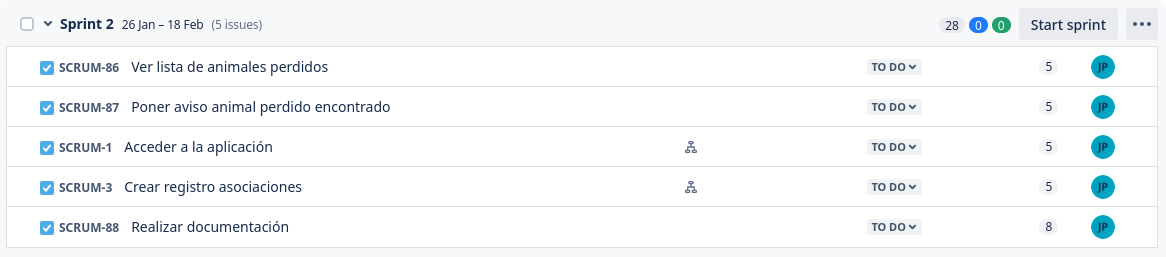 Sprint 2 26 Jan – 18 Feb (5 issues) 28 0 0 Start sprint
SCRUM-86 Ver lista de animales perdidos TO DO 5 JP
SCRUM-87 Poner aviso animal perdido encontrado TO DO 5 JP
SCRUM-1 Acceder a la aplicación TO DO 5 JP
SCRUM-3 Crear registro asociaciones TO DO 5 JP
SCRUM-88 Realizar documentación TO DO 8 JP